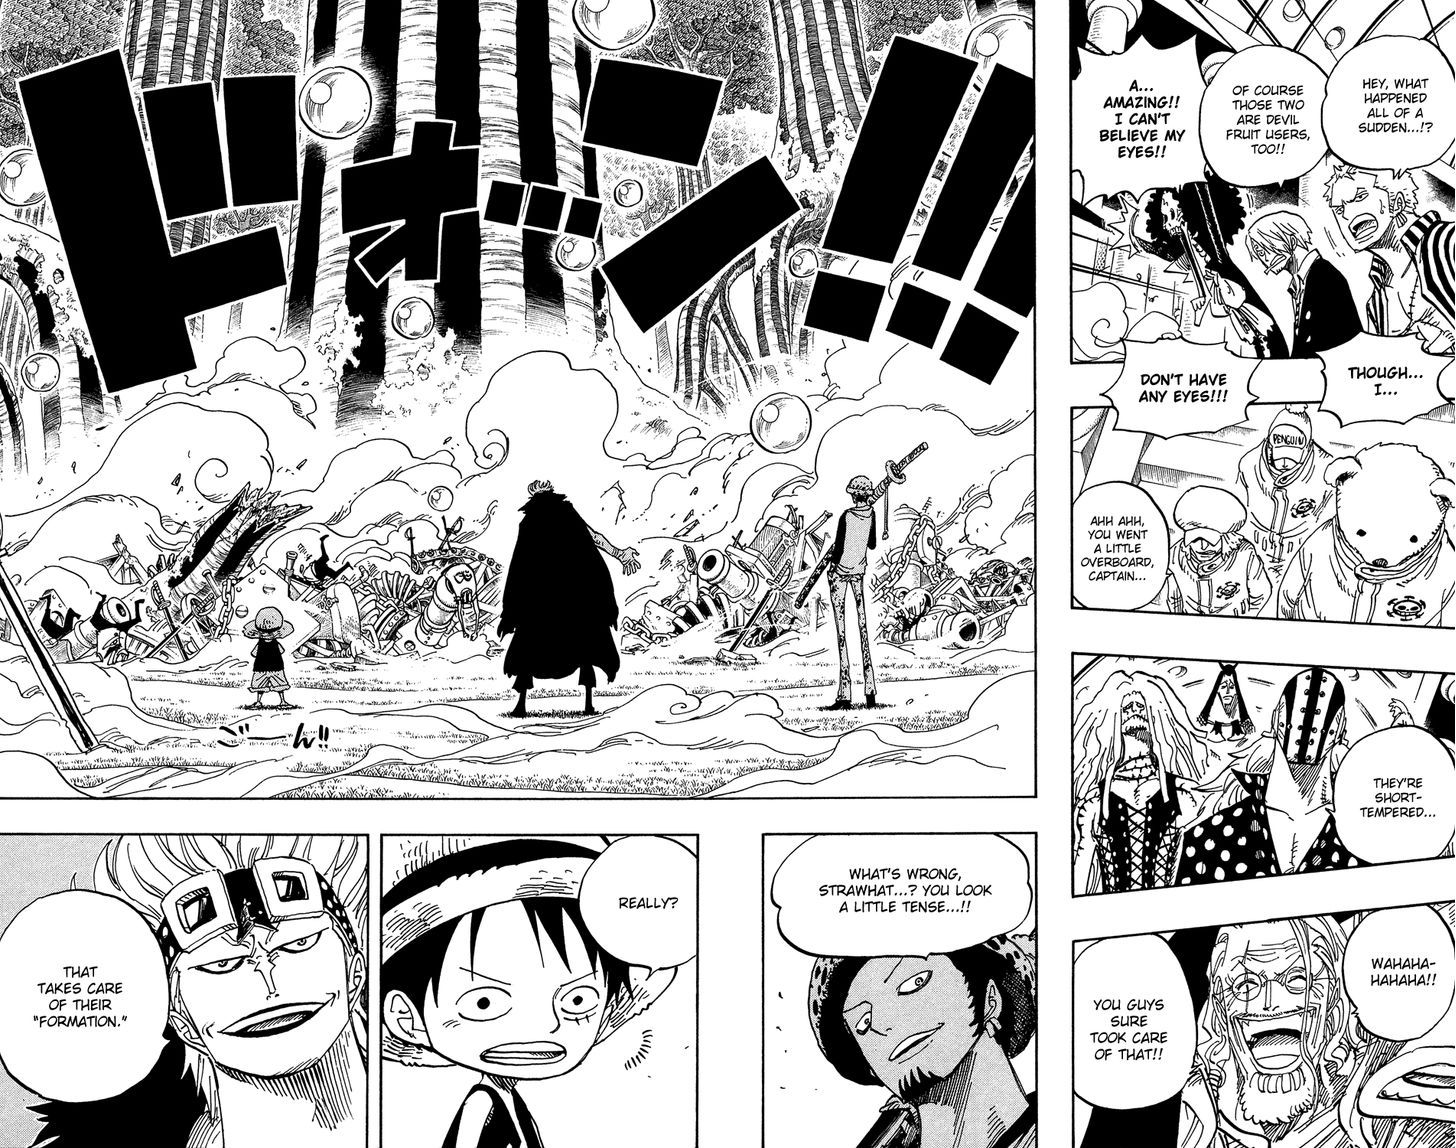 HEY, WHAT
HAPPENED
ALL OF A
SUDDEN...!?
OF COURSE
THOSE TWO
ARE DEVIL
FRUIT USERS,
TOO!!
A...
AMAZING!!
I CAN'T
BELIEVE MY
EYES!!
THOUGH...
I...
DON'T HAVE
ANY EYES!!!
PENGUIN
AHH AHH,
YOU WENT
A LITTLE
OVERBOARD,
CAPTAIN...
THEY'RE
SHORT-
TEMPERED...
WAHAHA-
HAHAHA!!
YOU GUYS
SURE
TOOK CARE
OF THAT!!
ドォン!!!
ごーん!!
WHAT'S WRONG,
STRAWHAT...? YOU LOOK
A LITTLE TENSE...!!
REALLY?
THAT
TAKES CARE
OF THEIR
"FORMATION."